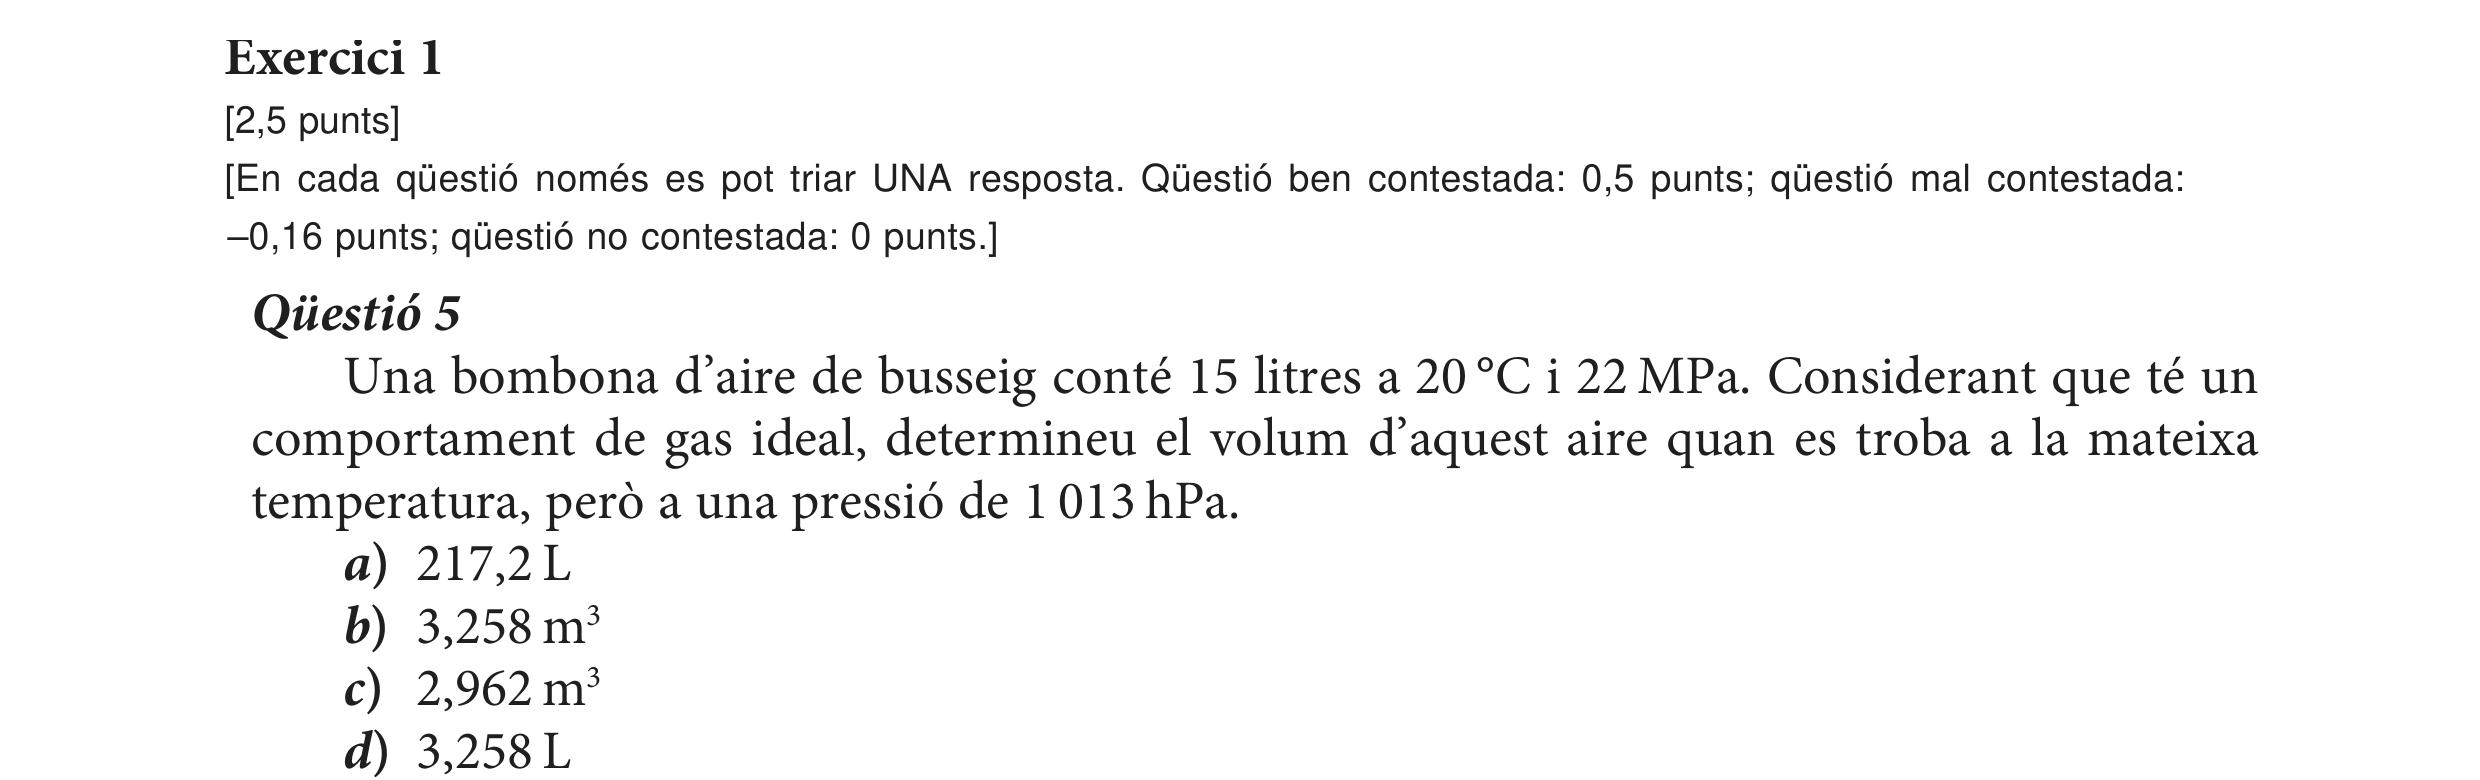 Exercici 1
[2,5 punts]
[En cada qüestió només es pot triar UNA resposta. Qüestió ben contestada: 0,5 punts; qüestió mal contestada:
–0,16 punts; qüestió no contestada: 0 punts.]
Qüestió 5
Una bombona d’aire de busseig conté 15 litres a 20 °C i 22 MPa. Considerant que té un
comportament de gas ideal, determineu el volum d’aquest aire quan es troba a la mateixa
temperatura, però a una pressió de 1 013 hPa.
a) 217,2 L
b) 3,258 m³
c) 2,962 m³
d) 3,258 L